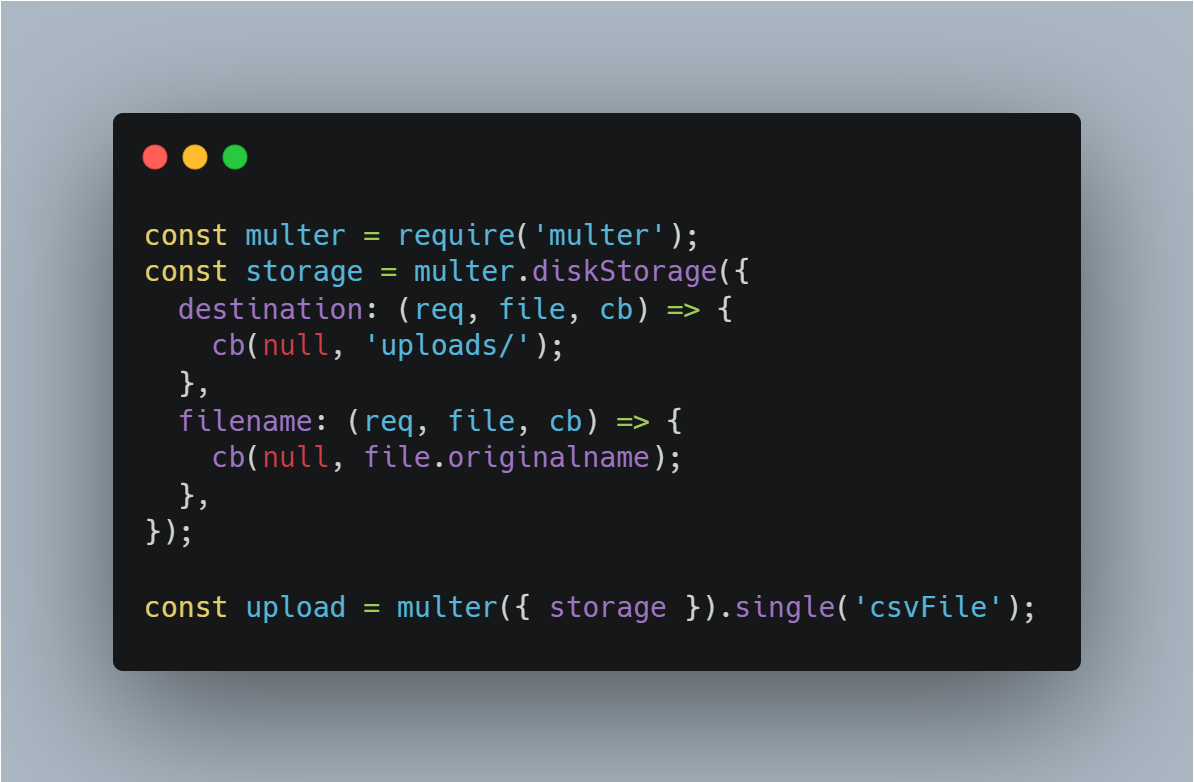 const multer = require('multer');
const storage = multer.diskStorage({
  destination: (req, file, cb) => {
    cb(null, 'uploads/');
  },
  filename: (req, file, cb) => {
    cb(null, file.originalname);
  },
});

const upload = multer({ storage }).single('csvFile');